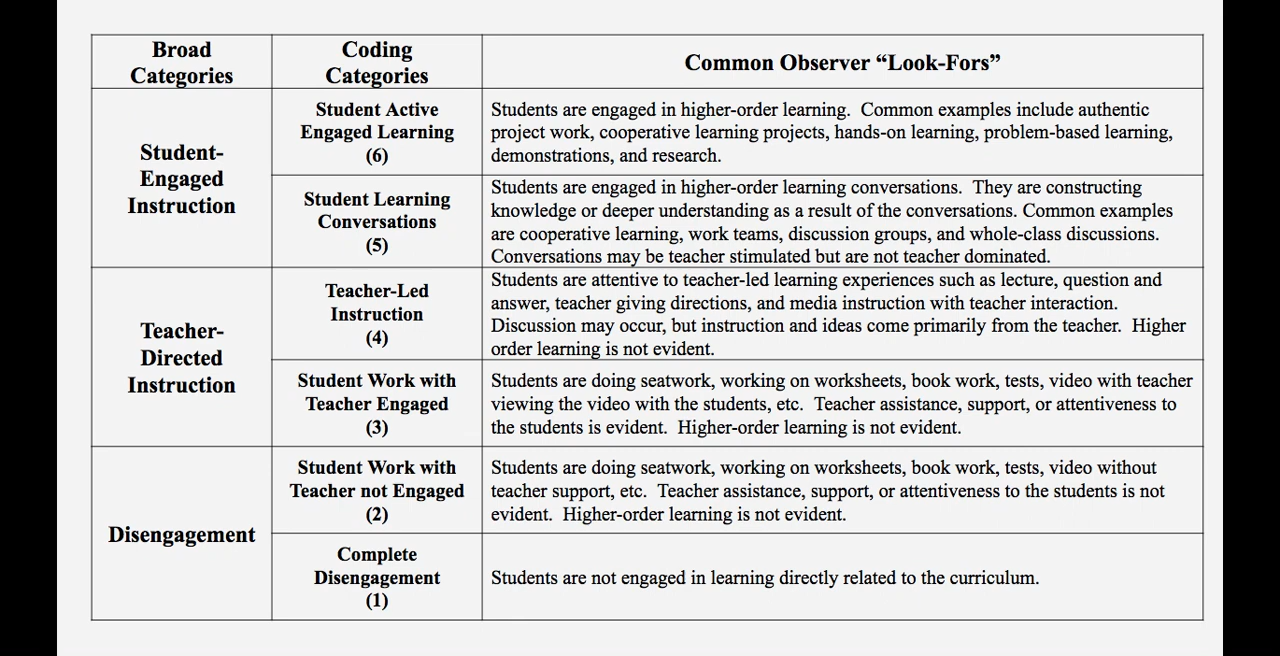 Broad
Categories
Coding
Categories
Common Observer “Look-Fors”
Student-
Engaged
Instruction
Student Active
Engaged Learning
(6)
Students are engaged in higher-order learning.  Common examples include authentic
project work, cooperative learning projects, hands-on learning, problem-based learning,
demonstrations, and research.
Student Learning
Conversations
(5)
Students are engaged in higher-order learning conversations.  They are constructing
knowledge or deeper understanding as a result of the conversations. Common examples
are cooperative learning, work teams, discussion groups, and whole-class discussions.
Conversations may be teacher stimulated but are not teacher dominated.
Teacher-
Directed
Instruction
Teacher-Led
Instruction
(4)
Students are attentive to teacher-led learning experiences such as lecture, question and
answer, teacher giving directions, and media instruction with teacher interaction.
Discussion may occur, but instruction and ideas come primarily from the teacher.  Higher
order learning is not evident.
Student Work with
Teacher Engaged
(3)
Students are doing seatwork, working on worksheets, book work, tests, video with teacher
viewing the video with the students, etc.  Teacher assistance, support, or attentiveness to
the students is evident.  Higher-order learning is not evident.
Disengagement
Student Work with
Teacher not Engaged
(2)
Students are doing seatwork, working on worksheets, book work, tests, video without
teacher support, etc.  Teacher assistance, support, or attentiveness to the students is not
evident.  Higher-order learning is not evident.
Complete
Disengagement
(1)
Students are not engaged in learning directly related to the curriculum.